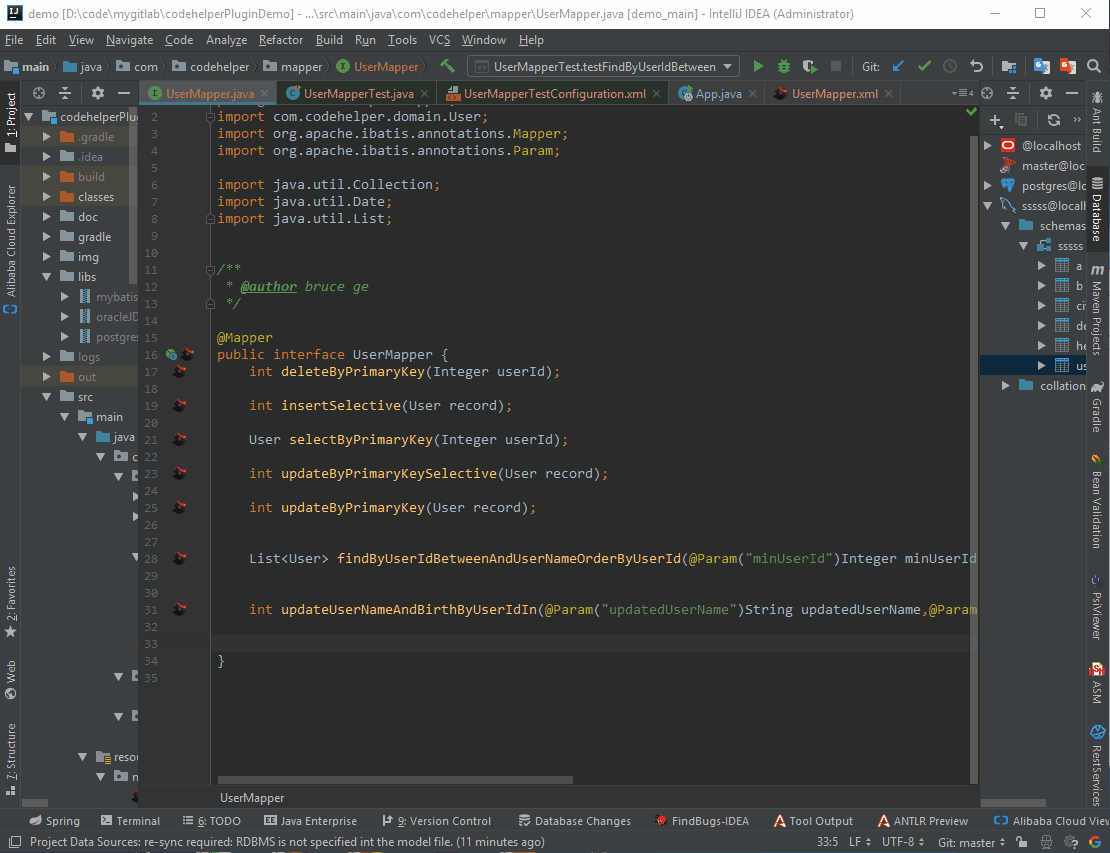 demo [D:\code\mygitlab\codehelperPluginDemo] - ...\src\main\java\com\codehelper\mapper\UserMapper.java [demo_main] - IntelliJ IDEA (Administrator)
File Edit View Navigate Code Analyze Refactor Build Run Tools VCS Window Help
main java com codehelper mapper UserMapper UserMapperTest.testFindByUserIdBetween Git:
UserMapper.java UserMapperTest.java UserMapperTestConfiguration.xml App.java UserMapper.xml 4
1: Project
Alibaba Cloud Explorer
2: Favorites
Web
7: Structure
codehelperPlu
.gradle
.idea
build
classes
doc
gradle
img
libs
mybatis
oracleJD
postgres
logs
out
src
main
java
c
resou
2 import com.codehelper.domain.User;
3 import org.apache.ibatis.annotations.Mapper;
4 import org.apache.ibatis.annotations.Param;
5
6 import java.util.Collection;
7 import java.util.Date;
8 import java.util.List;
9
10
11 /**
12 * @author bruce ge
13 */
14
15 @Mapper
16 public interface UserMapper {
17 int deleteByPrimaryKey(Integer userId);
18
19 int insertSelective(User record);
20
21 User selectByPrimaryKey(Integer userId);
22
23 int updateByPrimaryKeySelective(User record);
24
25 int updateByPrimaryKey(User record);
26
27
28 List<User> findByUserIdBetweenAndUserNameOrderByUserId(@Param("minUserId")Integer minUserId
29
30
31 int updateUserNameAndBirthByUserIdIn(@Param("updatedUserName")String updatedUserName,@Param
32
33
34 }
35
UserMapper
@localhost
master@loc
postgres@lo
sssss@localh
schemas
sssss
a
b
ci
de
he
us
collation
Ant Build
Database
m Maven Projects
Gradle
Bean Validation
PsiViewer
ASM
RestServices
Spring Terminal 6: TODO Java Enterprise 9: Version Control Database Changes FindBugs-IDEA Tool Output ANTLR Preview Alibaba Cloud View
Project Data Sources: re-sync required: RDBMS is not specified int the model file. (11 minutes ago) 33:5 LF UTF-8 Git: master